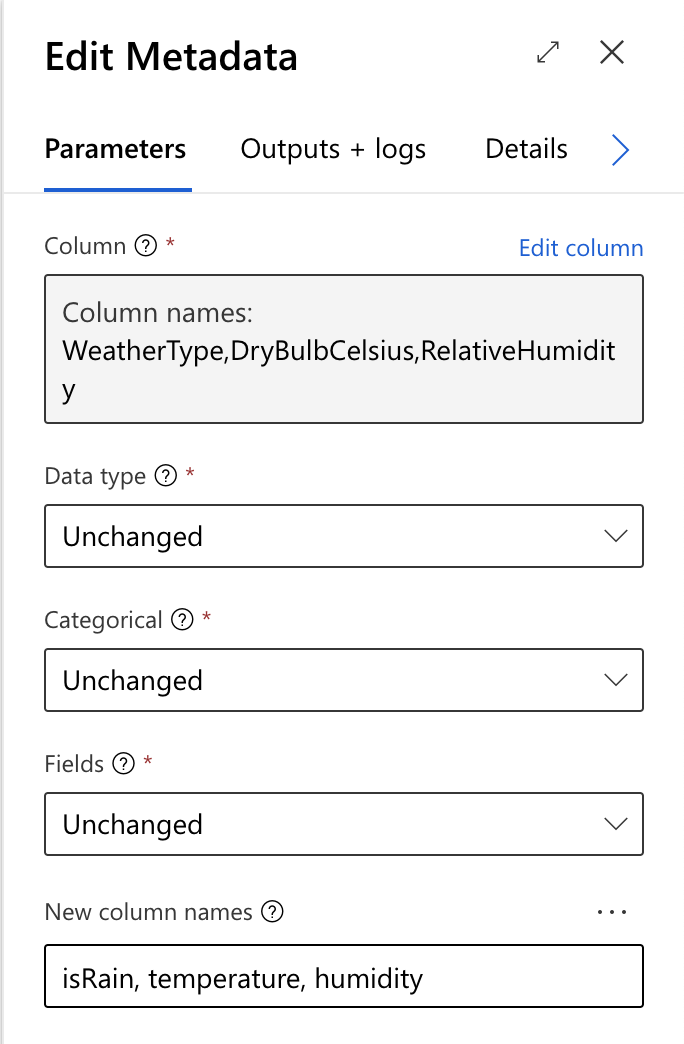 Edit Metadata
Parameters Outputs + logs Details
Column ? * Edit column
Column names:
WeatherType,DryBulbCelsius,RelativeHumidit
y
Data type ? *
Unchanged
Categorical ? *
Unchanged
Fields ? *
Unchanged
New column names ? ...
isRain, temperature, humidity